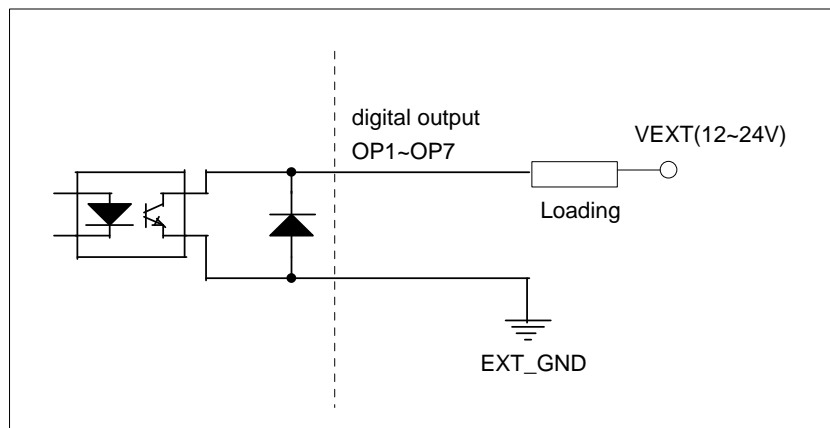 digital output
OP1~OP7
VEXT(12~24V)
Loading
EXT_GND